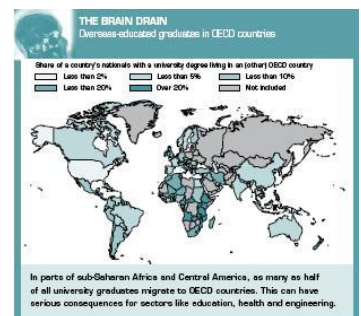 THE BRAIN DRAIN
Overseas-educated graduates in OECD countries
Share of a country's nationals with a university degree living in an (other) OECD country
Less than 2%
Less than 5%
Less than 10%
Less than 20%
Over 20%
Not included
In parts of sub-Saharan Africa and Central America, as many as half
of all university graduates migrate to OECD countries. This can have
serious consequences for sectors like education, health and engineering.